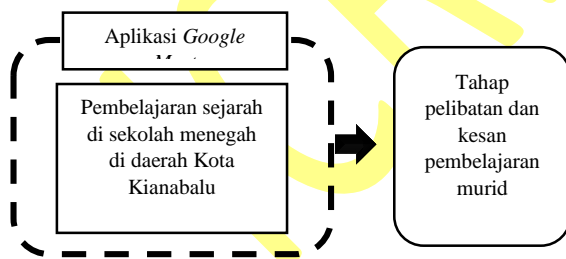 Aplikasi Google
Pembelajaran sejarah
di sekolah menegah
di daerah Kota
Kianabalu
Tahap
pelibatan dan
kesan
pembelajaran
murid